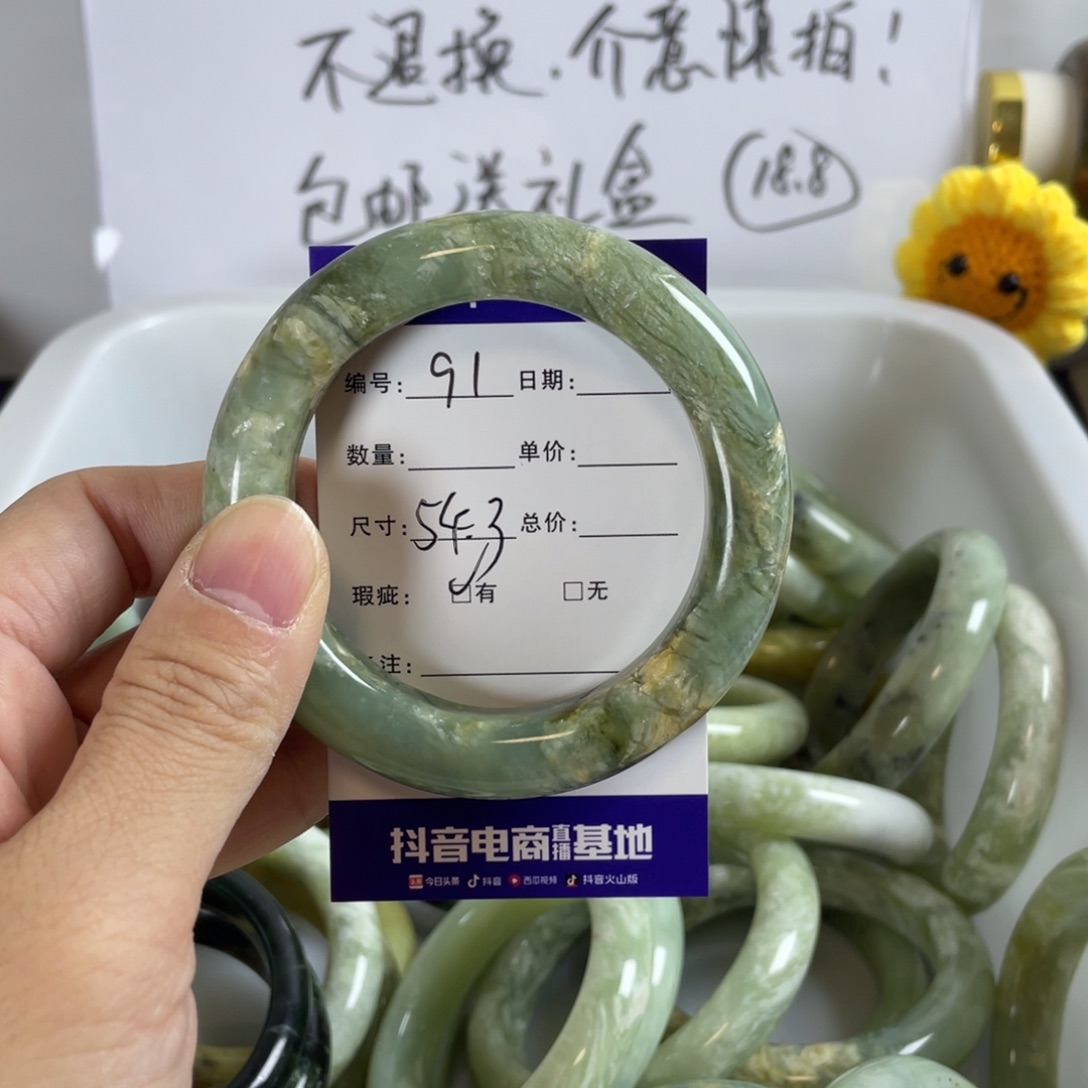 不退换.介意慎拍!
包邮送礼盒 (18.8)
编号: 91 日期:
数量: 单价:
尺寸: 54.3 总价:
瑕疵: ☑有 □无
注:
抖音电商直播基地
今日头条 抖音 西瓜视频 抖音火山版